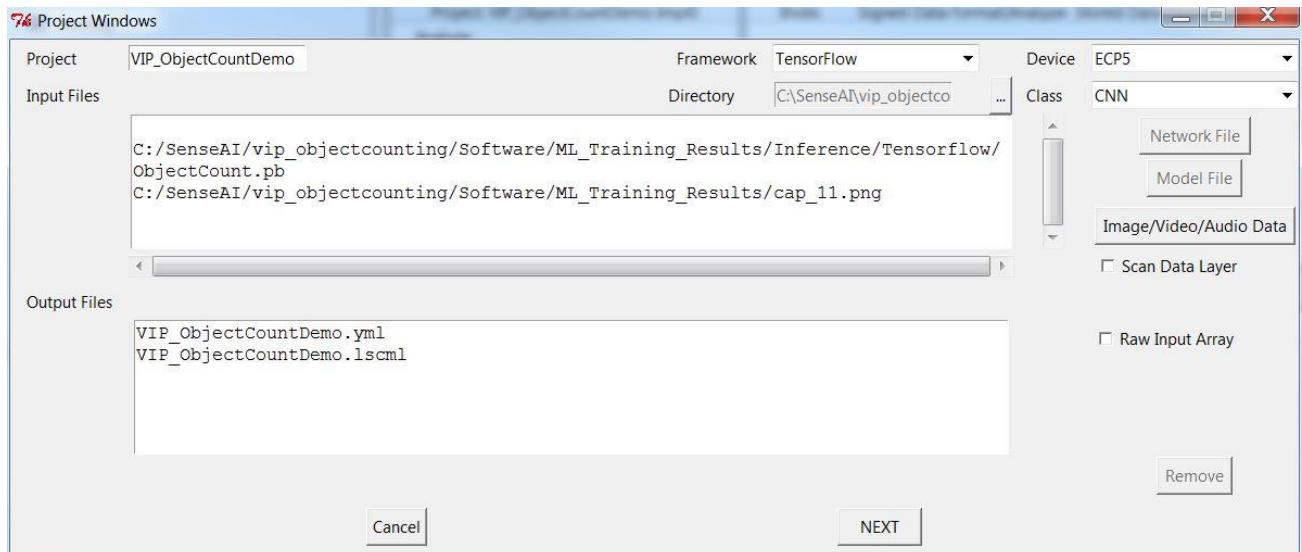 Project Windows
Project VIP_ObjectCountDemo Framework TensorFlow Device ECP5
Input Files Directory C:\SenseAI\vip_objectco ... Class CNN
C:/SenseAI/vip_objectcounting/Software/ML_Training_Results/Inference/Tensorflow/
ObjectCount.pb
C:/SenseAI/vip_objectcounting/Software/ML_Training_Results/cap_11.png
Network File
Model File
Image/Video/Audio Data
Scan Data Layer
Output Files
VIP_ObjectCountDemo.yml
VIP_ObjectCountDemo.lscml
Raw Input Array
Remove
Cancel NEXT